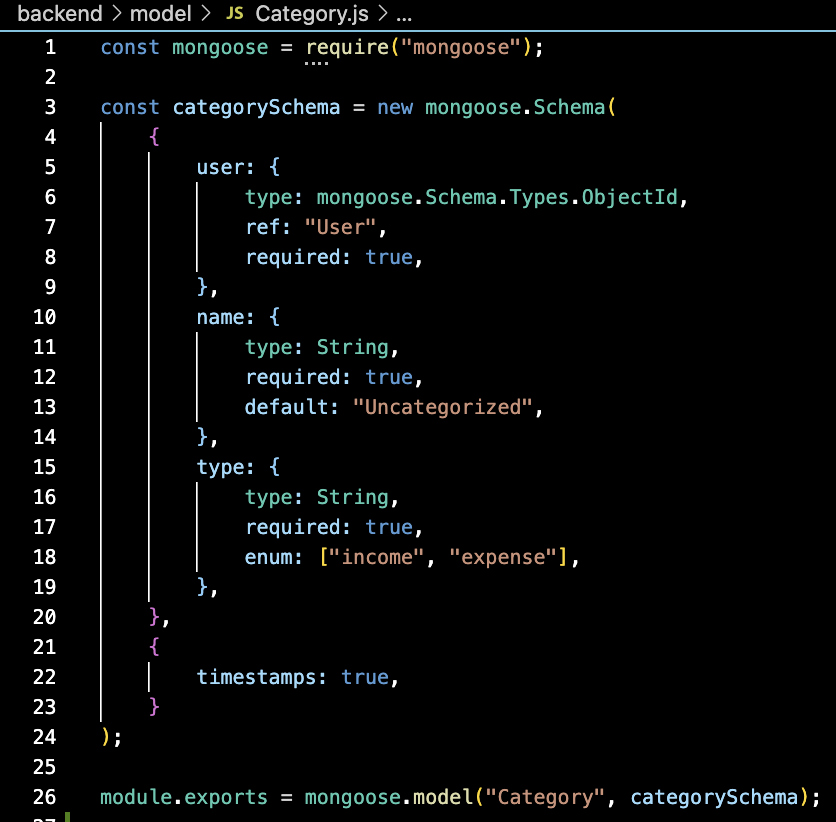 backend > model > JS Category.js > ...
1 const mongoose = require("mongoose");
2
3 const categorySchema = new mongoose.Schema(
4 {
5 user: {
6 type: mongoose.Schema.Types.ObjectId,
7 ref: "User",
8 required: true,
9 },
10 name: {
11 type: String,
12 required: true,
13 default: "Uncategorized",
14 },
15 type: {
16 type: String,
17 required: true,
18 enum: ["income", "expense"],
19 },
20 },
21 {
22 timestamps: true,
23 }
24 );
25
26 module.exports = mongoose.model("Category", categorySchema);
27